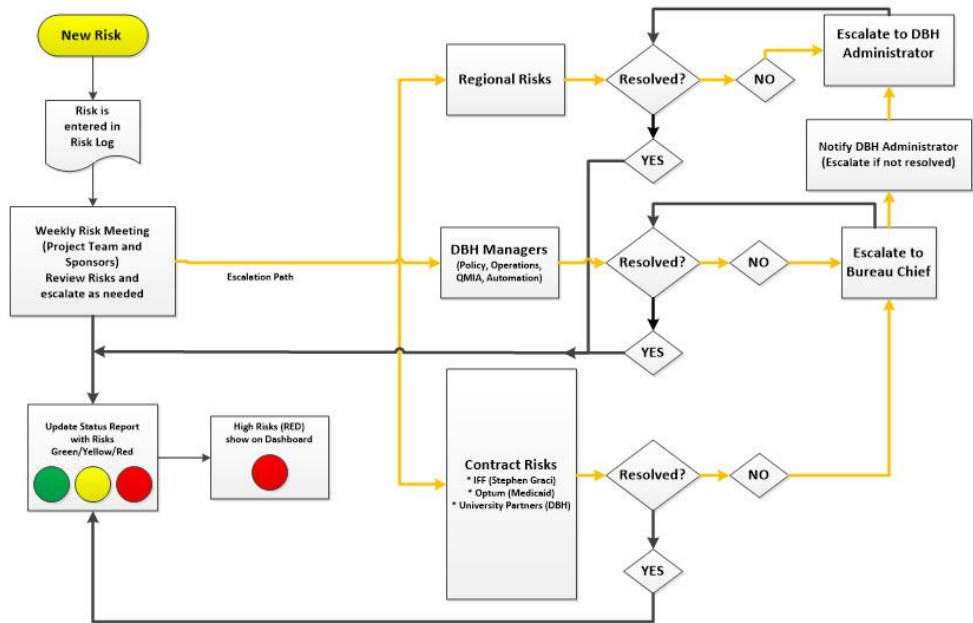 New Risk
Risk is
entered in
Risk Log
Weekly Risk Meeting
(Project Team and
Sponsors)
Review Risks and
escalate as needed
Escalation Path
Update Status Report
with Risks
Green/Yellow/Red
High Risks (RED)
show on Dashboard
Regional Risks
Resolved?
NO
YES
Escalate to DBH
Administrator
Notify DBH Administrator
(Escalate if not resolved)
DBH Managers
(Policy, Operations,
QMIA, Automation)
Resolved?
NO
YES
Escalate to
Bureau Chief
Contract Risks
* IFF (Stephen Graci)
* Optum (Medicaid)
* University Partners (DBH)
Resolved?
NO
YES